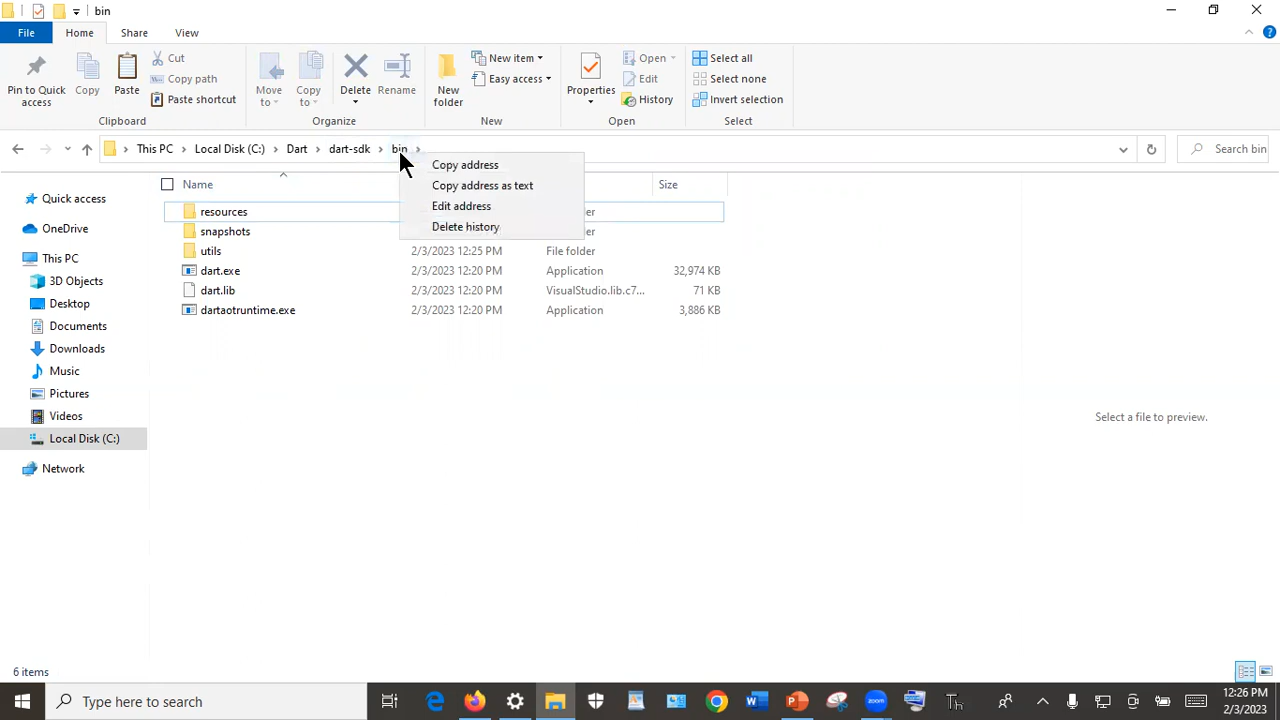 bin
File Home Share View
Pin to Quick access
Copy
Paste
Cut
Copy path
Paste shortcut
Clipboard
Move to
Copy to
Delete
Rename
Organize
New folder
New item
Easy access
New
Properties
Open
Edit
History
Open
Select all
Select none
Invert selection
Select
This PC > Local Disk (C:) > Dart > dart-sdk > bin >
Search bin
Copy address
Copy address as text
Edit address
Delete history
Name Size
resources
snapshots
utils 2/3/2023 12:25 PM File folder
dart.exe 2/3/2023 12:20 PM Application 32,974 KB
dart.lib 2/3/2023 12:20 PM VisualStudio.lib.c7... 71 KB
dartaotruntime.exe 2/3/2023 12:20 PM Application 3,886 KB
Quick access
OneDrive
This PC
3D Objects
Desktop
Documents
Downloads
Music
Pictures
Videos
Local Disk (C:)
Network
Select a file to preview.
6 items
Type here to search
zoom
12:26 PM
2/3/2023